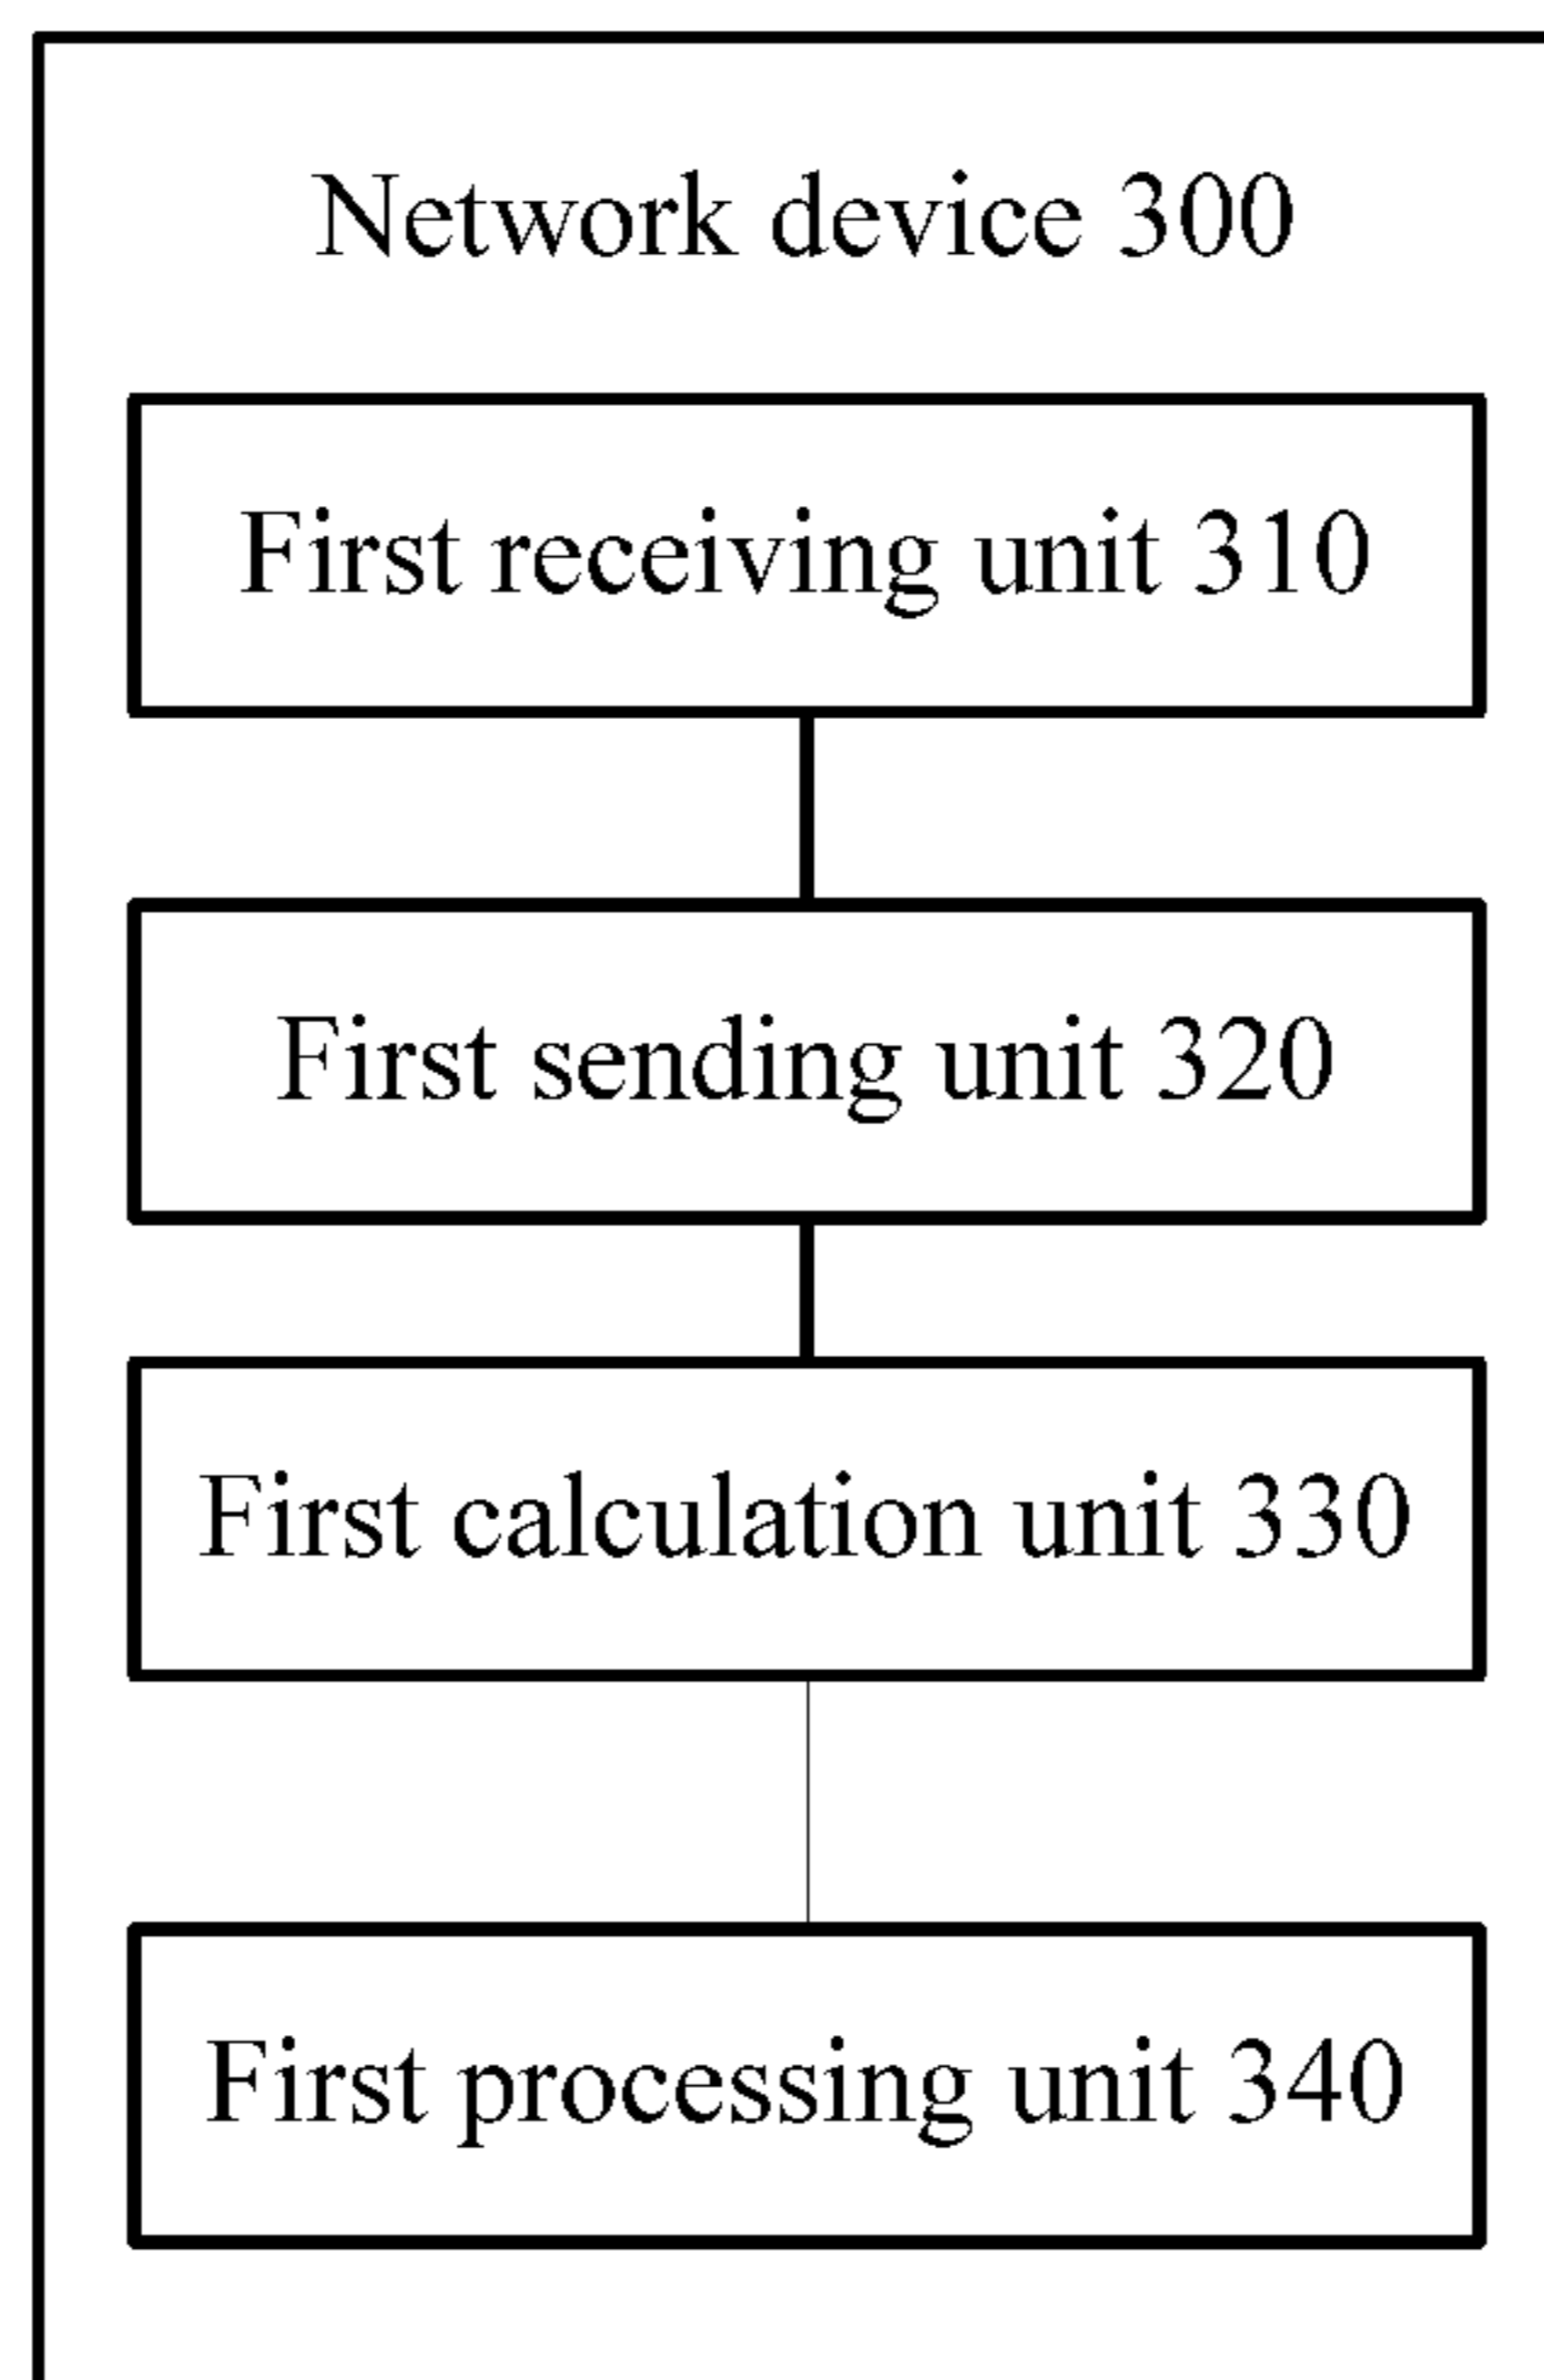 Network device 300
First receiving unit 310
First sending unit 320
First calculation unit 330
First processing unit 340